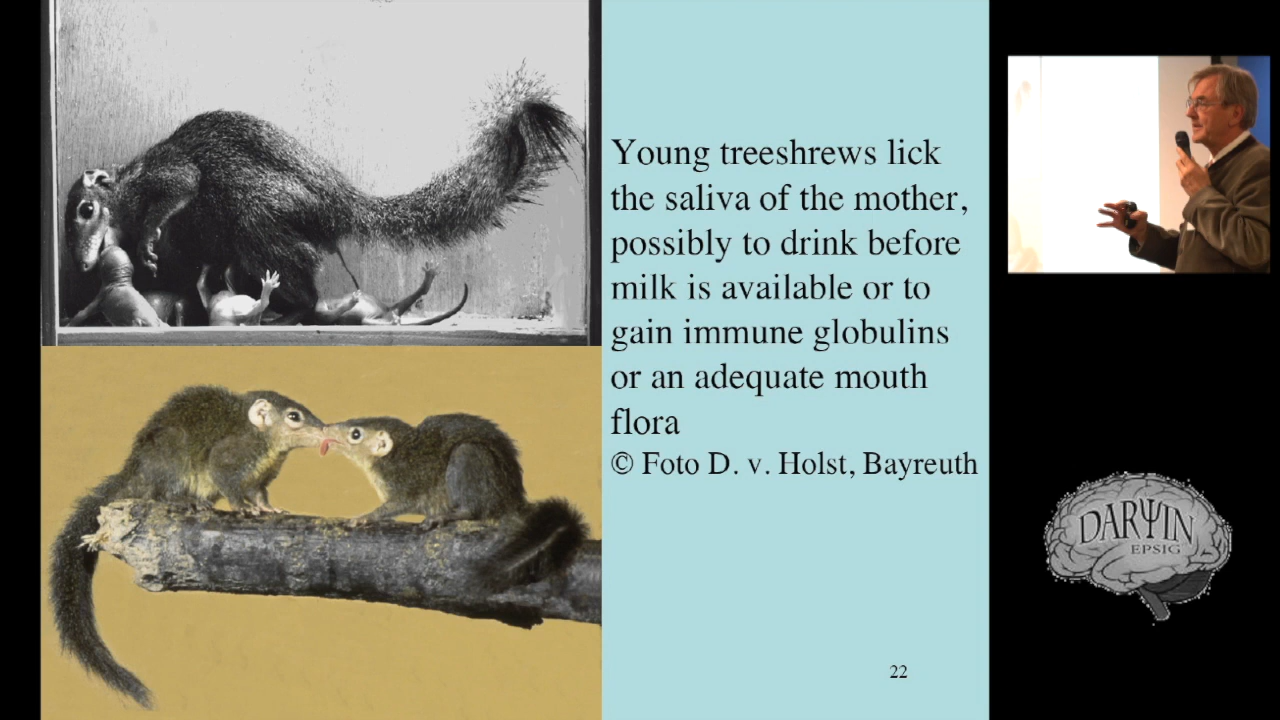 Young treeshrews lick
the saliva of the mother,
possibly to drink before
milk is available or to
gain immune globulins
or an adequate mouth
flora
© Foto D. v. Holst, Bayreuth
22
DARΨIN
EPSIG